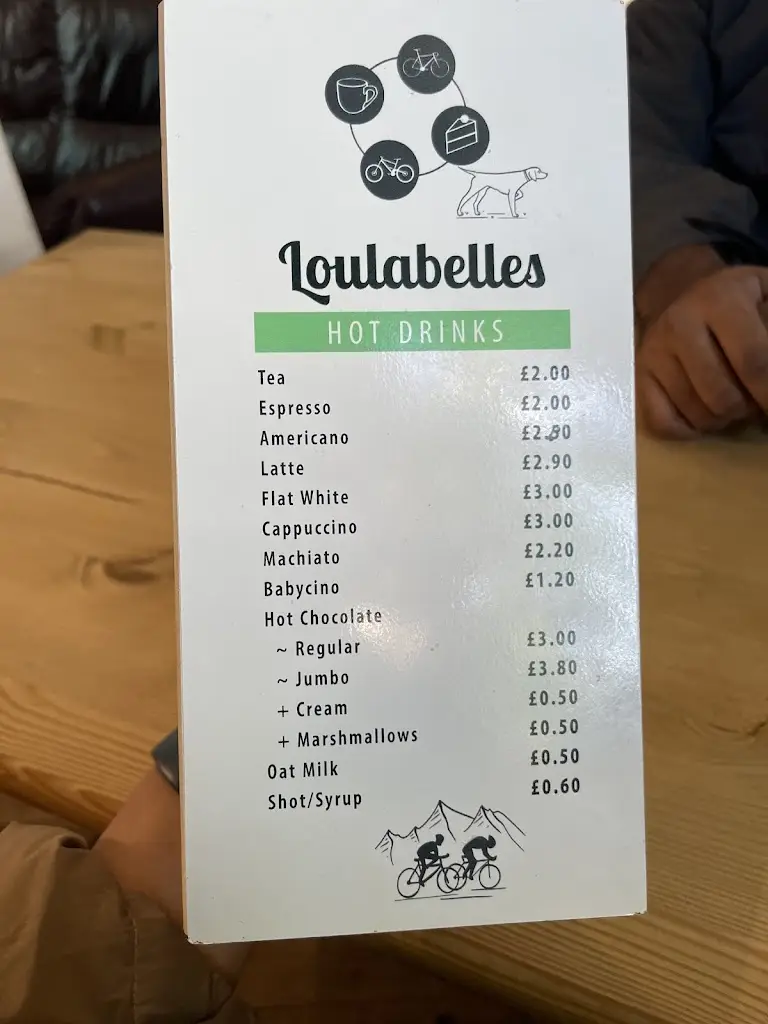 Loulabelles
HOT DRINKS
Tea £2.00
Espresso £2.00
Americano
Latte £2.90
Flat White £3.00
Cappuccino £3.00
Machiato £2.20
Babycino £1.20
Hot Chocolate
~ Regular £3.00
~ Jumbo £3.80
+ Cream £0.50
+ Marshmallows £0.50
Oat Milk £0.50
Shot/Syrup £0.60